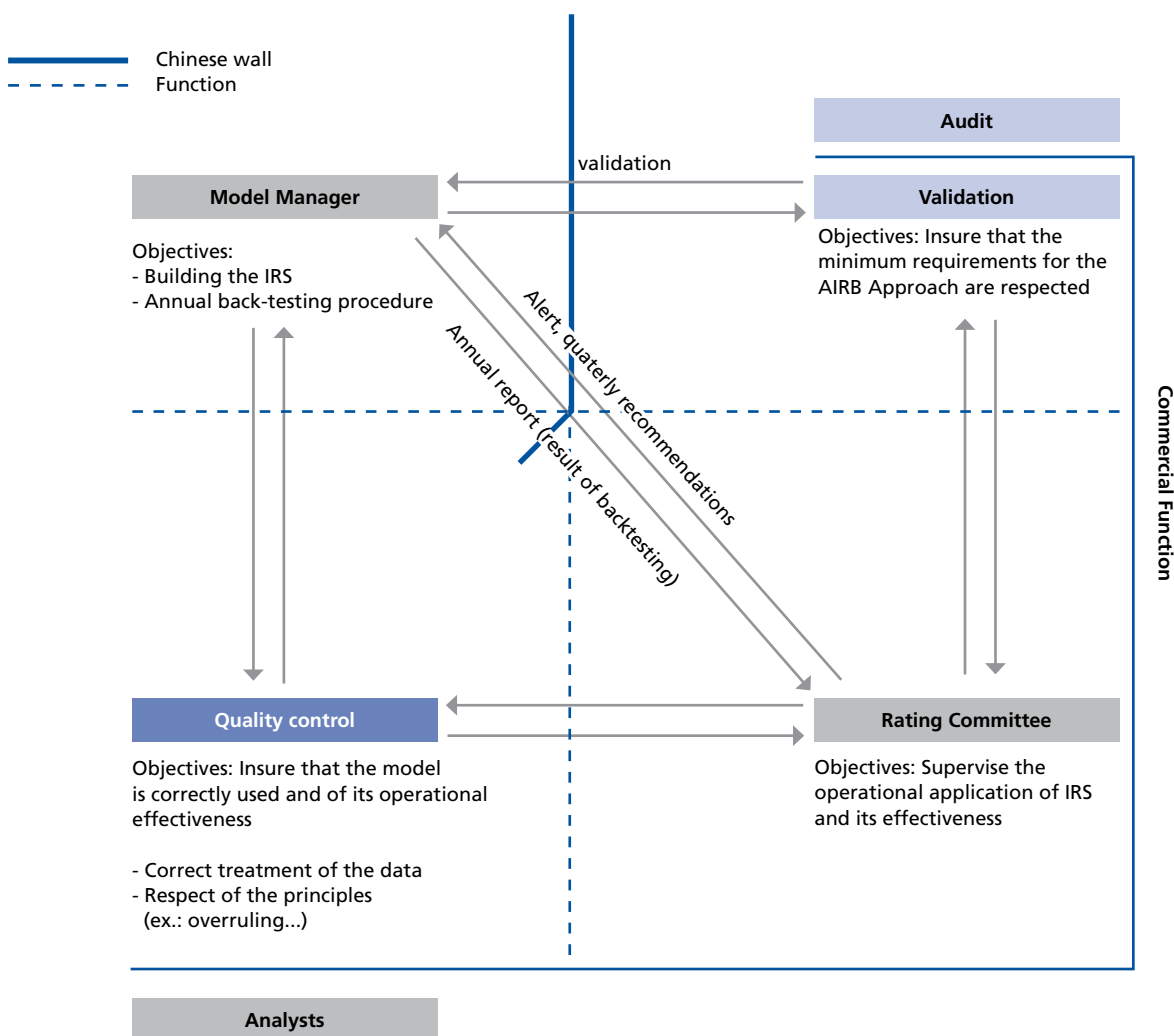 Chinese wall
Function
Audit
validation
Model Manager
Validation
Objectives:
- Building the IRS
- Annual back-testing procedure
Objectives: Insure that the
minimum requirements for the
AIRB Approach are respected
Alert, quaterly recommendations
Annual report (result of backtesting)
Commercial Function
Quality control
Rating Committee
Objectives: Insure that the model
is correctly used and of its operational
effectiveness
- Correct treatment of the data
- Respect of the principles
(ex.: overruling...)
Objectives: Supervise the
operational application of IRS
and its effectiveness
Analysts